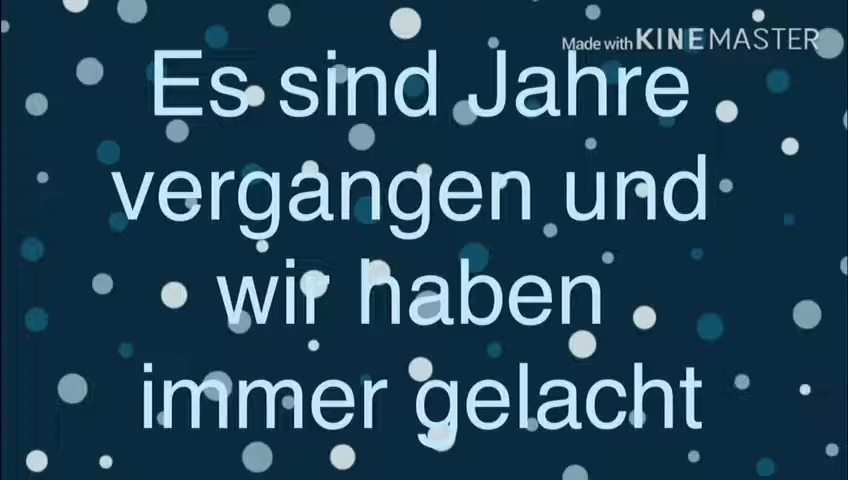 Made with KINEMASTER
Es sind Jahre
vergangen und
wir haben
immer gelacht